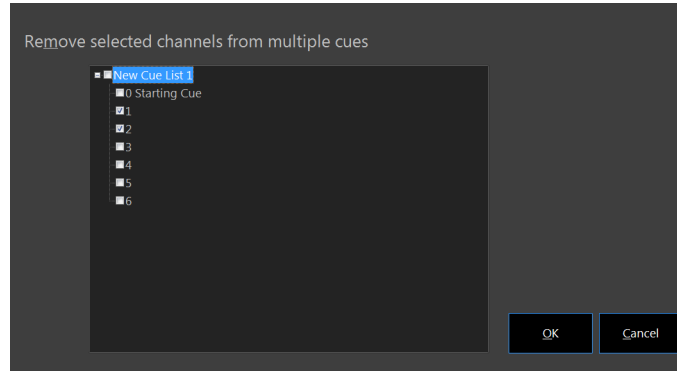 Remove selected channels from multiple cues
New Cue List 1
0 Starting Cue
1
2
3
4
5
6
OK
Cancel